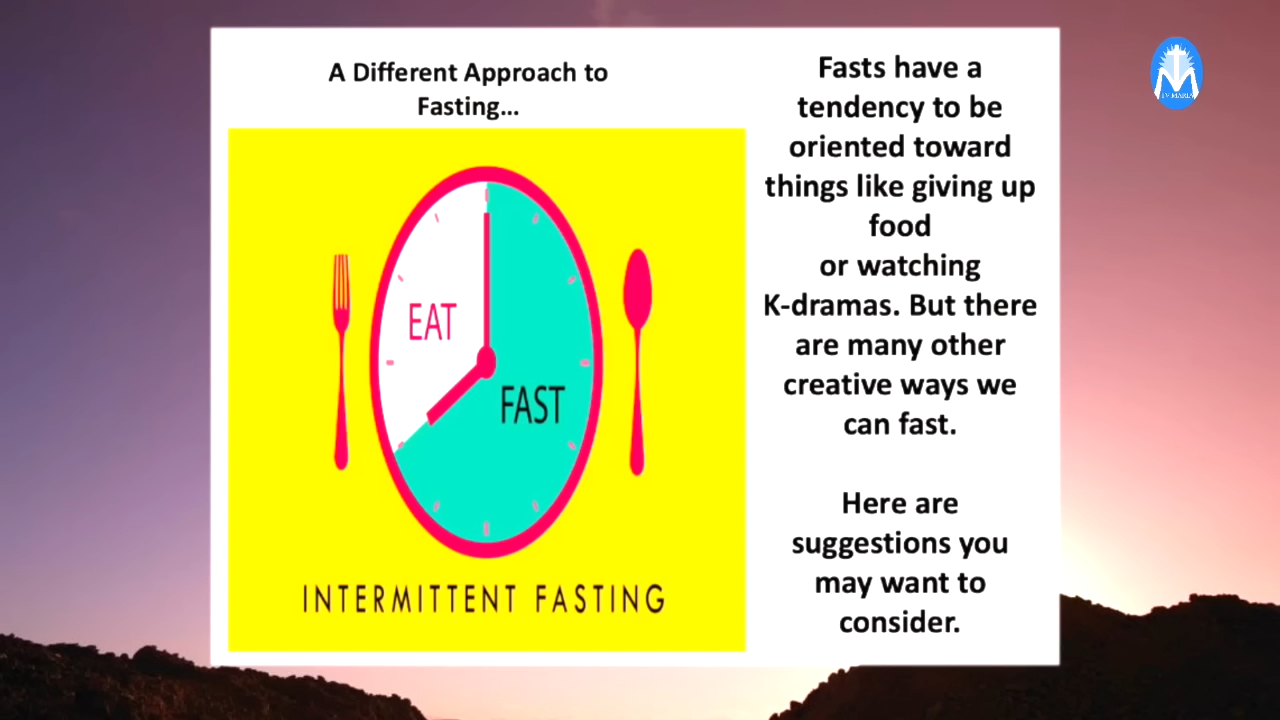 A Different Approach to
Fasting...
EAT
FAST
INTERMITTENT FASTING
Fasts have a
tendency to be
oriented toward
things like giving up
food
or watching
K-dramas. But there
are many other
creative ways we
can fast.
Here are
suggestions you
may want to
consider.
TV MARIA